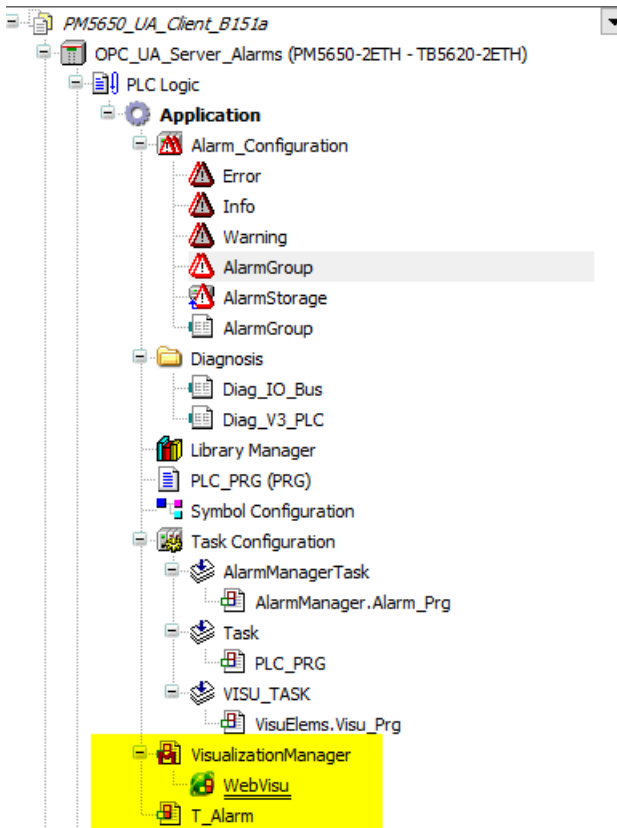 PM5650_UA_Client_B151a
OPC_UA_Server_Alarms (PM5650-2ETH - TB5620-2ETH)
PLC Logic
Application
Alarm_Configuration
Error
Info
Warning
AlarmGroup
AlarmStorage
AlarmGroup
Diagnosis
Diag_IO_Bus
Diag_V3_PLC
Library Manager
PLC_PRG (PRG)
Symbol Configuration
Task Configuration
AlarmManagerTask
AlarmManager.Alarm_Prg
Task
PLC_PRG
VISU_TASK
VisuElems.Visu_Prg
VisualizationManager
WebVisu
T_Alarm